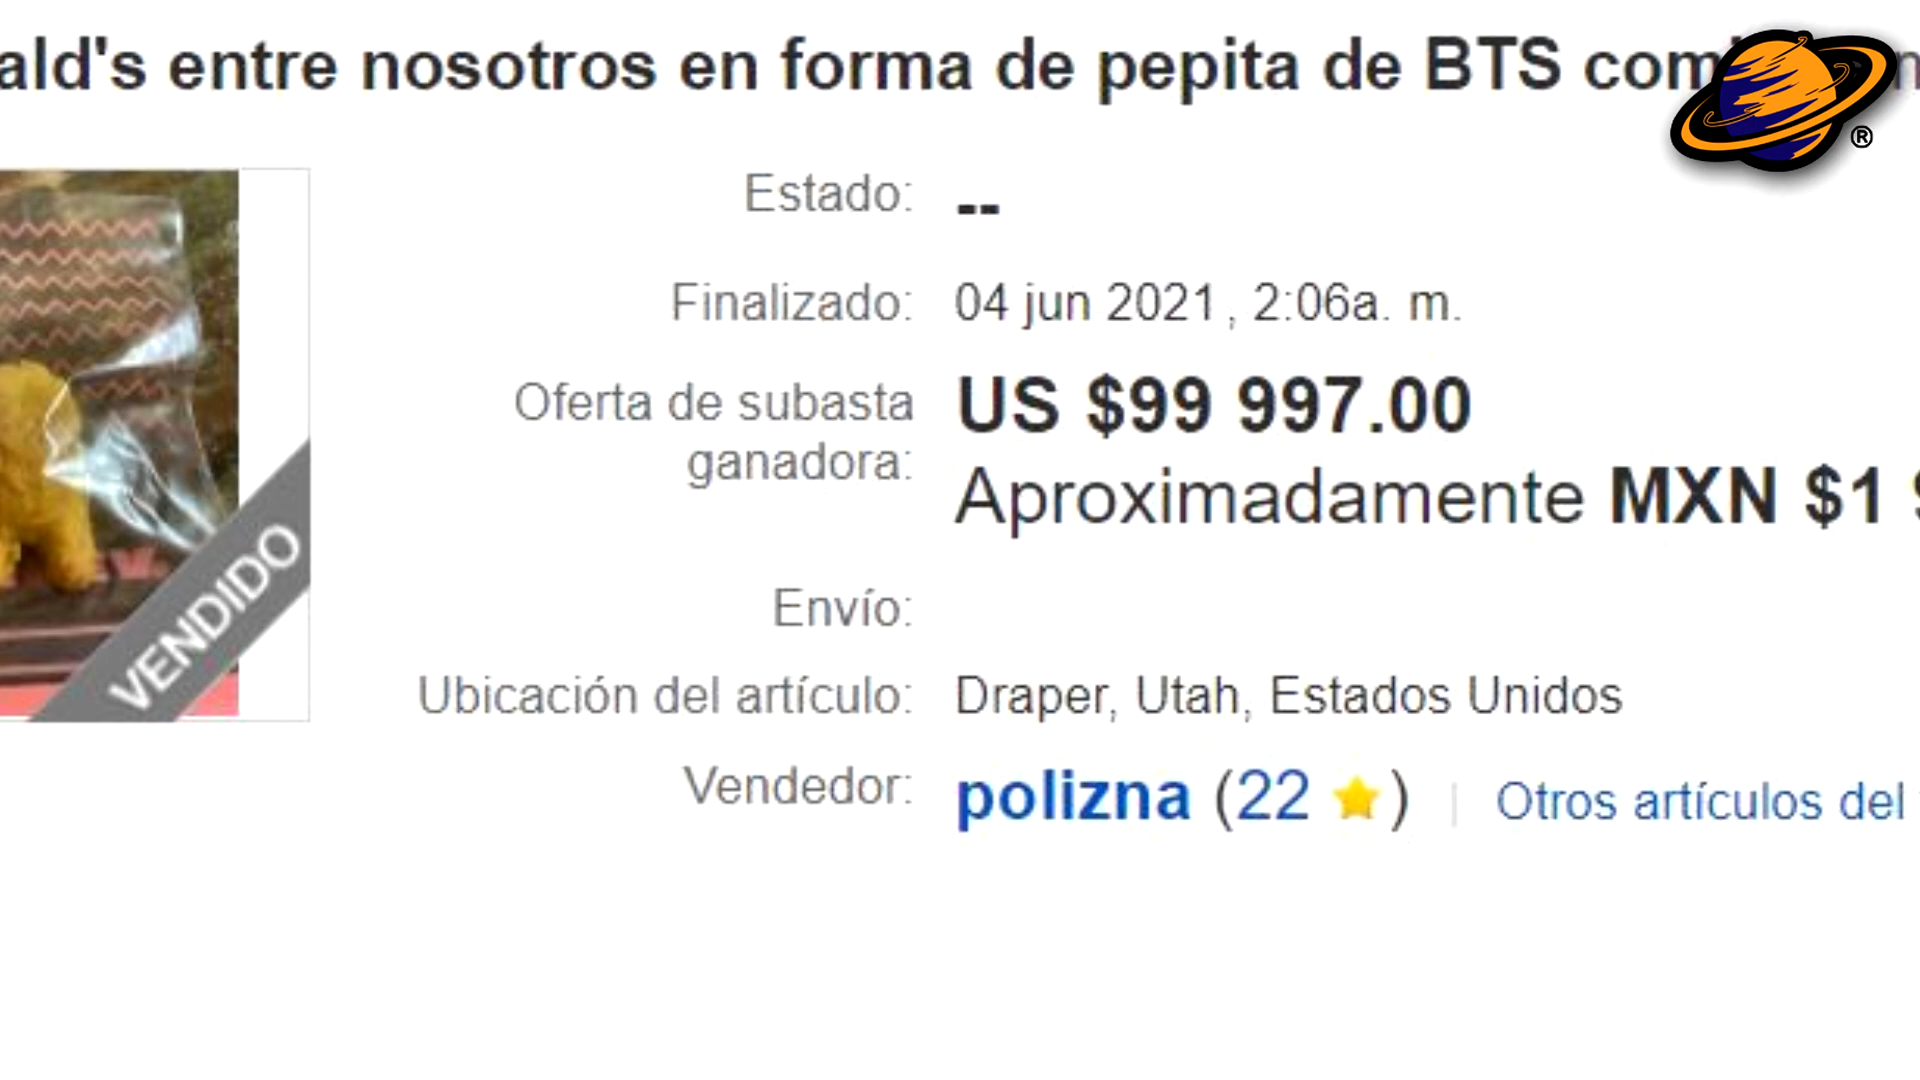 ald's entre nosotros en forma de pepita de BTS
®
Estado: --
Finalizado: 04 jun 2021, 2:06a. m.
Oferta de subasta ganadora: US $99 997.00
Aproximadamente MXN $1
Envío:
Ubicación del artículo: Draper, Utah, Estados Unidos
Vendedor: polizna (22 ★) | Otros artículos del
VENDIDO